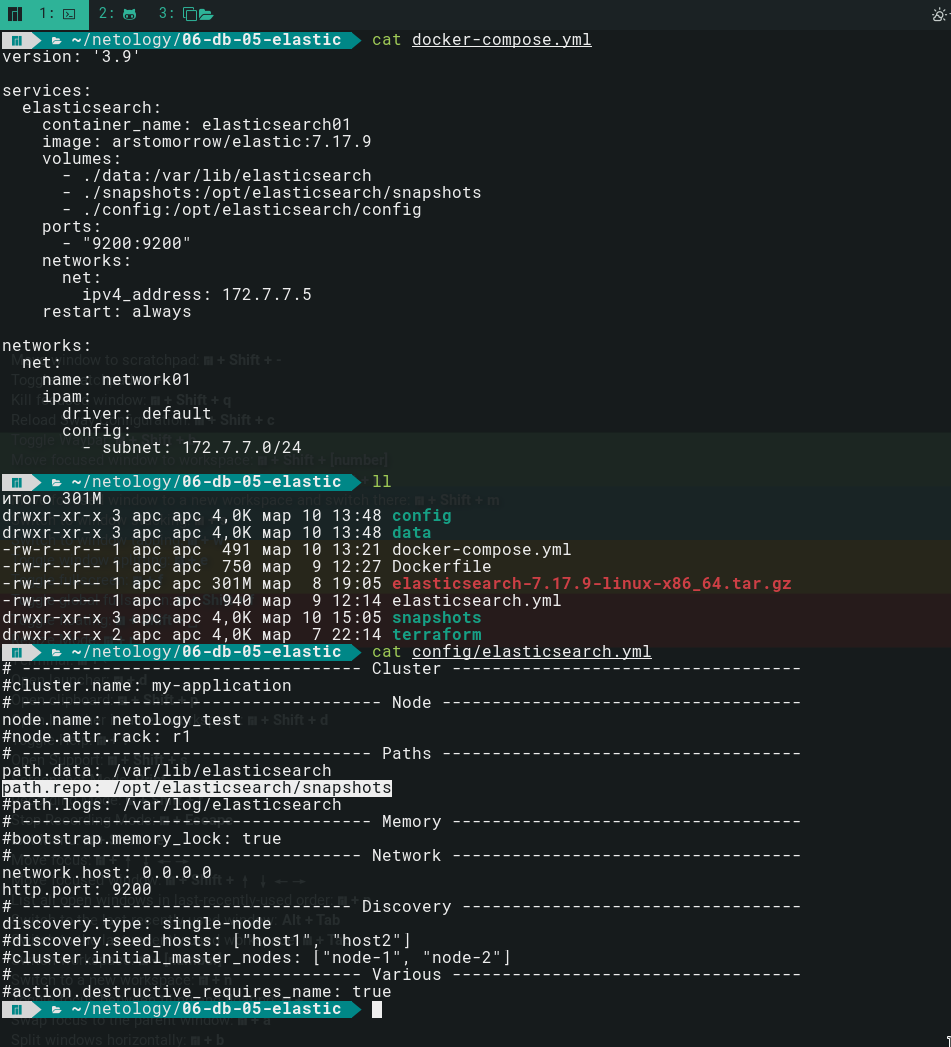 1: 2: 3:
~/netology/06-db-05-elastic cat docker-compose.yml
version: '3.9'
services:
  elasticsearch:
    container_name: elasticsearch01
    image: arstomorrow/elastic:7.17.9
    volumes:
      - ./data:/var/lib/elasticsearch
      - ./snapshots:/opt/elasticsearch/snapshots
      - ./config:/opt/elasticsearch/config
    ports:
      - "9200:9200"
    networks:
      net:
        ipv4_address: 172.7.7.5
    restart: always
networks:
  net:
    name: network01
    ipam:
      driver: default
      config:
        - subnet: 172.7.7.0/24
~/netology/06-db-05-elastic ll
итого 301M
drwxr-xr-x 3 apc apc 4,0K мар 10 13:48 config
drwxr-xr-x 3 apc apc 4,0K мар 10 13:48 data
-rw-r--r-- 1 apc apc  491 мар 10 13:21 docker-compose.yml
-rw-r--r-- 1 apc apc  750 мар  9 12:27 Dockerfile
-rw-r--r-- 1 apc apc 301M мар  8 19:05 elasticsearch-7.17.9-linux-x86_64.tar.gz
-rw-r--r-- 1 apc apc  940 мар  9 12:14 elasticsearch.yml
drwxr-xr-x 3 apc apc 4,0K мар 10 15:05 snapshots
drwxr-xr-x 2 apc apc 4,0K мар  7 22:14 terraform
~/netology/06-db-05-elastic cat config/elasticsearch.yml
# ---------------------------------- Cluster -----------------------------------
#cluster.name: my-application
# ------------------------------------ Node ------------------------------------
node.name: netology_test
#node.attr.rack: r1
# ----------------------------------- Paths ------------------------------------
path.data: /var/lib/elasticsearch
path.repo: /opt/elasticsearch/snapshots
#path.logs: /var/log/elasticsearch
# ----------------------------------- Memory -----------------------------------
#bootstrap.memory_lock: true
# ---------------------------------- Network -----------------------------------
network.host: 0.0.0.0
http.port: 9200
# --------------------------------- Discovery ----------------------------------
discovery.type: single-node
#discovery.seed_hosts: ["host1", "host2"]
#cluster.initial_master_nodes: ["node-1", "node-2"]
# ---------------------------------- Various -----------------------------------
#action.destructive_requires_name: true
~/netology/06-db-05-elastic